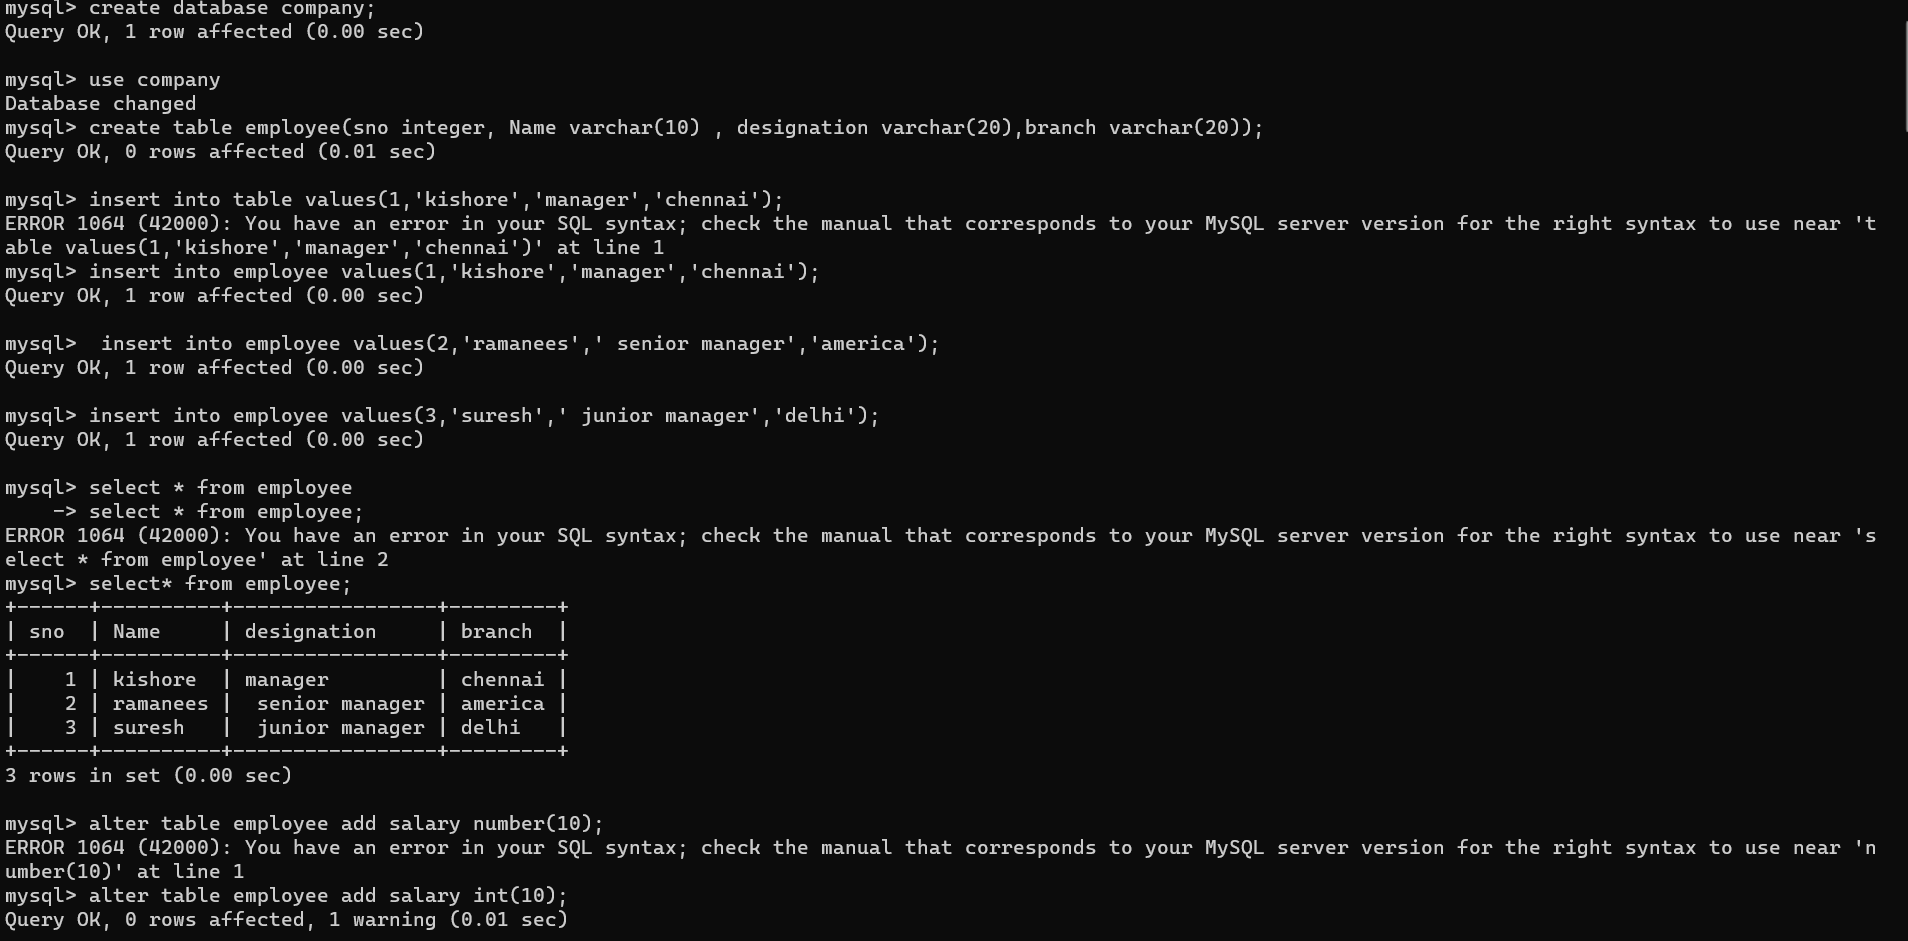 mysql> create database company;
Query OK, 1 row affected (0.00 sec)

mysql> use company
Database changed
mysql> create table employee(sno integer, Name varchar(10) , designation varchar(20),branch varchar(20));
Query OK, 0 rows affected (0.01 sec)

mysql> insert into table values(1,'kishore','manager','chennai');
ERROR 1064 (42000): You have an error in your SQL syntax; check the manual that corresponds to your MySQL server version for the right syntax to use near 't
able values(1,'kishore','manager','chennai')' at line 1
mysql> insert into employee values(1,'kishore','manager','chennai');
Query OK, 1 row affected (0.00 sec)

mysql>  insert into employee values(2,'ramanees',' senior manager','america');
Query OK, 1 row affected (0.00 sec)

mysql> insert into employee values(3,'suresh',' junior manager','delhi');
Query OK, 1 row affected (0.00 sec)

mysql> select * from employee
    -> select * from employee;
ERROR 1064 (42000): You have an error in your SQL syntax; check the manual that corresponds to your MySQL server version for the right syntax to use near 's
elect * from employee' at line 2
mysql> select* from employee;
+------+----------+-----------------+---------+
| sno  | Name     | designation     | branch  |
+------+----------+-----------------+---------+
|    1 | kishore  | manager         | chennai |
|    2 | ramanees |  senior manager | america |
|    3 | suresh   |  junior manager | delhi   |
+------+----------+-----------------+---------+
3 rows in set (0.00 sec)

mysql> alter table employee add salary number(10);
ERROR 1064 (42000): You have an error in your SQL syntax; check the manual that corresponds to your MySQL server version for the right syntax to use near 'n
umber(10)' at line 1
mysql> alter table employee add salary int(10);
Query OK, 0 rows affected, 1 warning (0.01 sec)